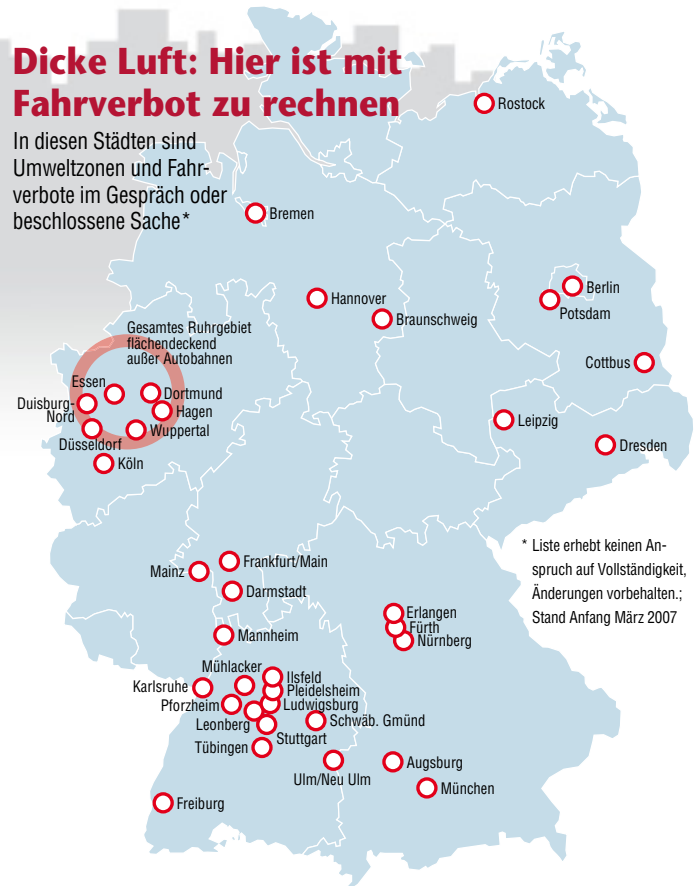 Dicke Luft: Hier ist mit
Fahrverbot zu rechnen
In diesen Städten sind
Umweltzonen und Fahr-
verbote im Gespräch oder
beschlossene Sache*
Rostock
Bremen
Hannover
Braunschweig
Berlin
Potsdam
Cottbus
Gesamtes Ruhrgebiet
flächendeckend
außer Autobahnen
Essen
Dortmund
Duisburg-
Nord
Hagen
Wuppertal
Düsseldorf
Köln
Leipzig
Dresden
* Liste erhebt keinen An-
spruch auf Vollständigkeit,
Änderungen vorbehalten.;
Stand Anfang März 2007
Frankfurt/Main
Mainz
Darmstadt
Mannheim
Erlangen
Fürth
Nürnberg
Mühlacker
Ilsfeld
Karlsruhe
Pleidelsheim
Pforzheim
Ludwigsburg
Leonberg
Schwäb. Gmünd
Stuttgart
Tübingen
Ulm/Neu Ulm
Augsburg
München
Freiburg